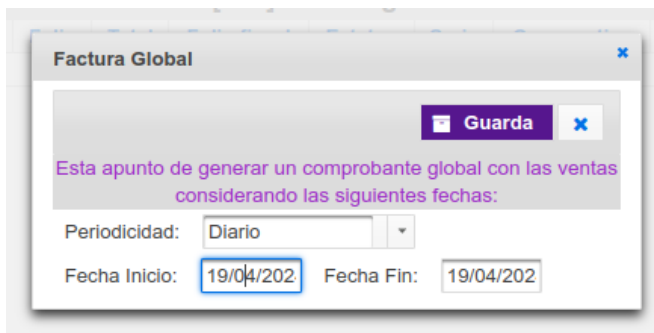 Factura Global
Guarda
Esta apunto de generar un comprobante global con las ventas
considerando las siguientes fechas:
Periodicidad: Diario
Fecha Inicio: 19/04/202 Fecha Fin: 19/04/202